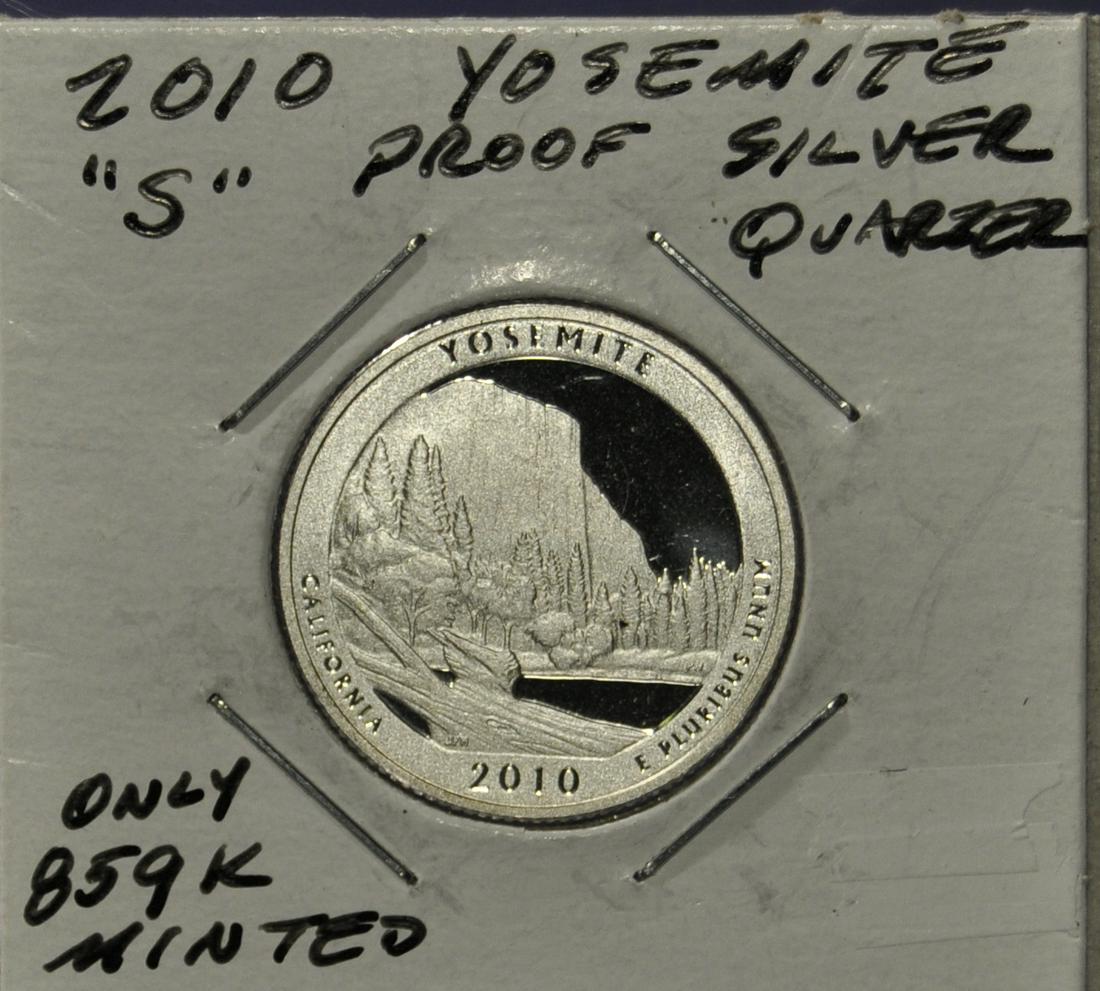 2010 YOSEMITE
"S" PROOF SILVER
QUARTER
YOSEMITE
CALIFORNIA
E PLURIBUS UNUM
2010
ONLY
859K
MINTED